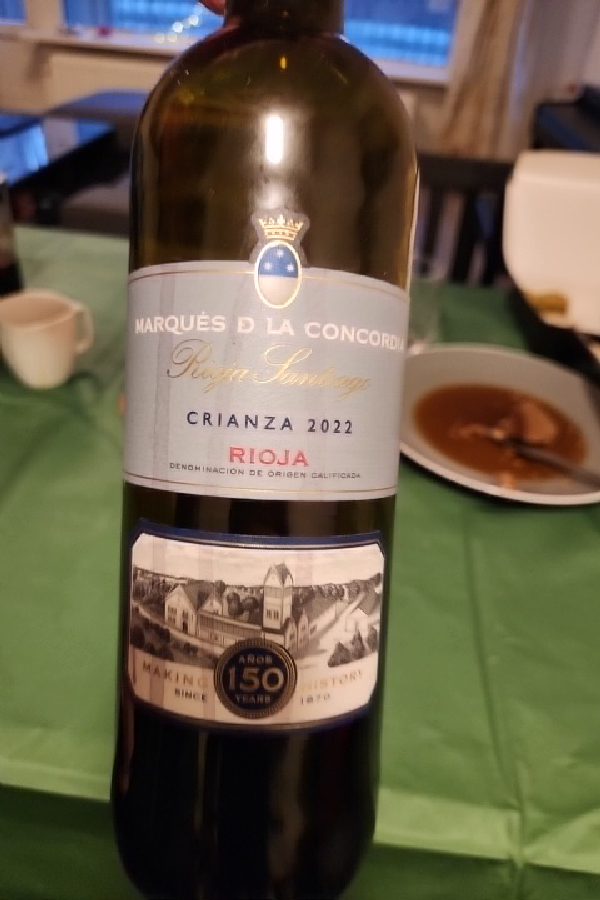 MARQUÉS D LA CONCORDIA
Rioja Santiago
CRIANZA 2022
RIOJA
DENOMINACIÓN DE ORIGEN CALIFICADA
AÑOS
MAKING 150 HISTORY
SINCE YEARS 1870